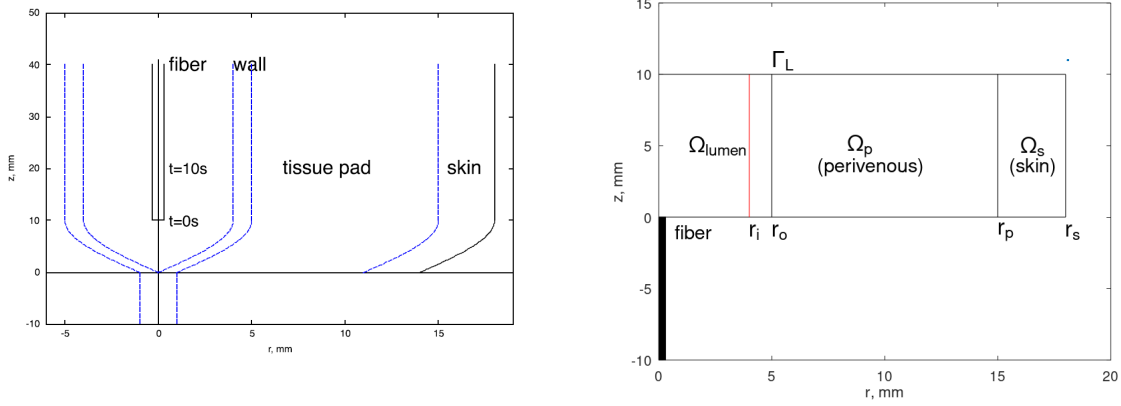 50
40
30
20
10
0
-10
z, mm
-5
0
5
10
15
r, mm
fiber
wall
t=10s
tissue pad
skin
t=0s
15
10
5
0
-5
-10
z, mm
0
5
10
15
20
r, mm
Γ_L
Ω_lumen
Ω_p
(perivenous)
Ω_s
(skin)
fiber
r_i
r_o
r_p
r_s